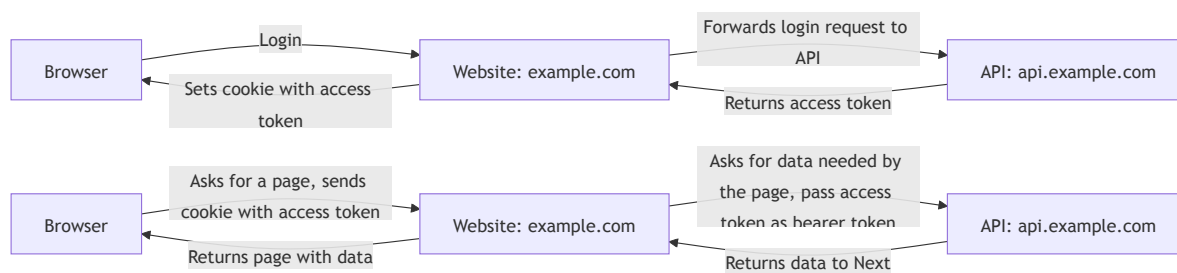 Browser
Login
Sets cookie with access
token
Website: example.com
Forwards login request to
API
Returns access token
API: api.example.com
Browser
Asks for a page, sends
cookie with access token
Returns page with data
Website: example.com
Asks for data needed by
the page, pass access
token as bearer token
Returns data to Next
API: api.example.com